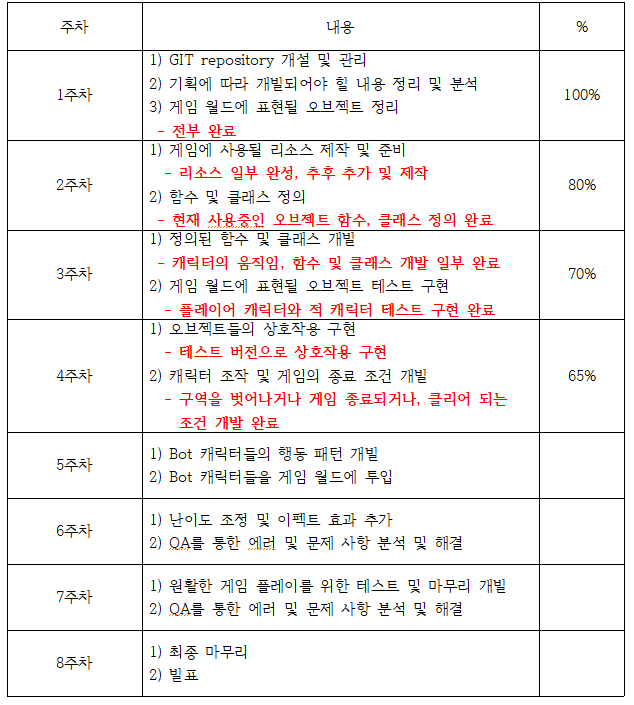 주차 내용 %
1주차
1) GIT repository 개설 및 관리
2) 기획에 따라 개발되어야 힐 내용 정리 및 분석
3) 게임 월드에 표현될 오브젝트 정리
- 전부 완료
100%
2주차
1) 게임에 사용될 리소스 제작 및 준비
- 리소스 일부 완성, 추후 추가 및 제작
2) 함수 및 클래스 정의
- 현재 사용중인 오브젝트 함수, 클래스 정의 완료
80%
3주차
1) 정의된 함수 및 클래스 개발
- 캐릭터의 움직임, 함수 및 클래스 개발 일부 완료
2) 게임 월드에 표현될 오브젝트 테스트 구현
- 플레이어 캐릭터와 적 캐릭터 테스트 구현 완료
70%
4주차
1) 오브젝트들의 상호작용 구현
- 테스트 버전으로 상호작용 구현
2) 캐릭터 조작 및 게임의 종료 조건 개발
- 구역을 벗어나거나 게임 종료되거나, 클리어 되는
조건 개발 완료
65%
5주차
1) Bot 캐릭터들의 행동 패턴 개발
2) Bot 캐릭터들을 게임 월드에 투입
6주차
1) 난이도 조정 및 이펙트 효과 추가
2) QA를 통한 에러 및 문제 사항 분석 및 해결
7주차
1) 원활한 게임 플레이를 위한 테스트 및 마무리 개발
2) QA를 통한 에러 및 문제 사항 분석 및 해결
8주차
1) 최종 마무리
2) 발표